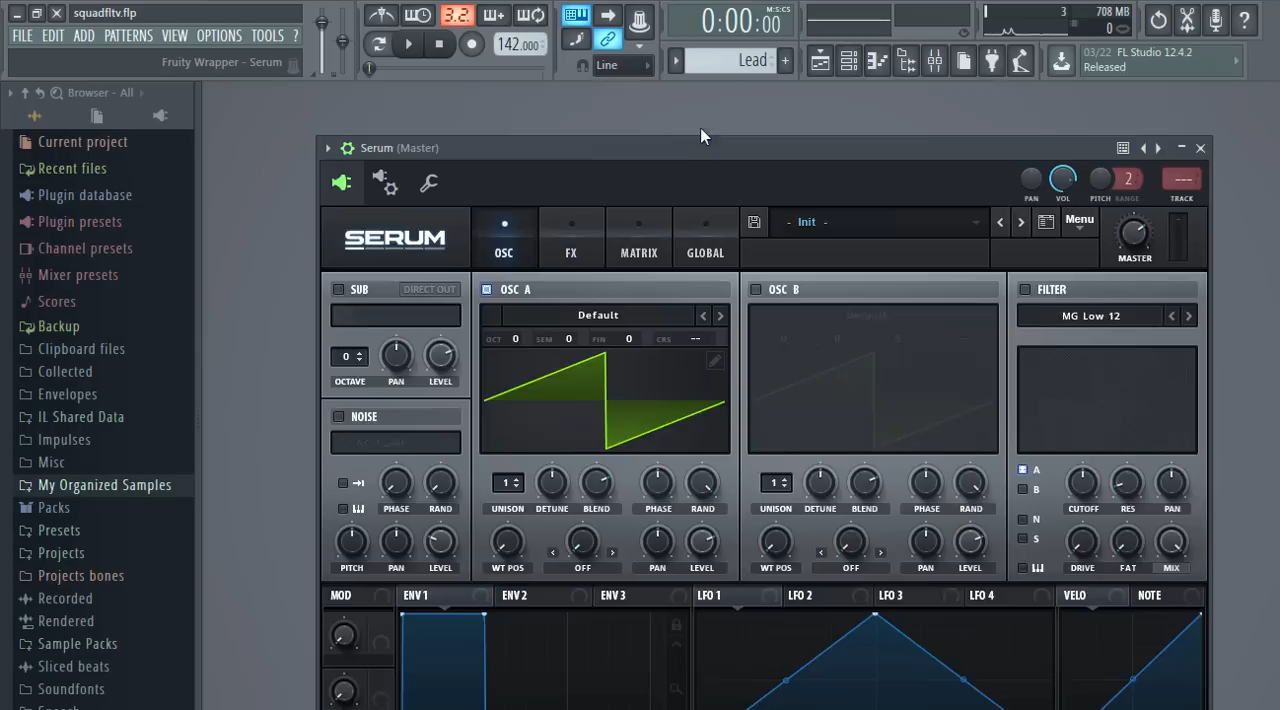 squadfltv.flp
FILE EDIT ADD PATTERNS VIEW OPTIONS TOOLS ?
Fruity Wrapper - Serum
3.2.
142.000
Line
0:00:00
M:S:CS
Lead
3
708 MB
0
03/22 FL Studio 12.4.2
Released
Browser - All
Current project
Recent files
Plugin database
Plugin presets
Channel presets
Mixer presets
Scores
Backup
Clipboard files
Collected
Envelopes
IL Shared Data
Impulses
Misc
My Organized Samples
Packs
Presets
Projects
Projects bones
Recorded
Rendered
Sample Packs
Sliced beats
Soundfonts
Serum (Master)
PAN VOL PITCH RANGE 2 --- TRACK
SERUM
OSC FX MATRIX GLOBAL
- Init -
Menu
MASTER
SUB DIRECT OUT
0
OCTAVE PAN LEVEL
NOISE
PHASE RAND
PITCH PAN LEVEL
OSC A
Default
OCT 0 SEM 0 FIN 0 CRS --
1
UNISON DETUNE BLEND PHASE RAND
WT POS OFF PAN LEVEL
OSC B
1
UNISON DETUNE BLEND PHASE RAND
WT POS OFF PAN LEVEL
FILTER
MG Low 12
A
B
N
S
CUTOFF RES PAN
DRIVE FAT MIX
MOD ENV 1 ENV 2 ENV 3 LFO 1 LFO 2 LFO 3 LFO 4 VELO NOTE